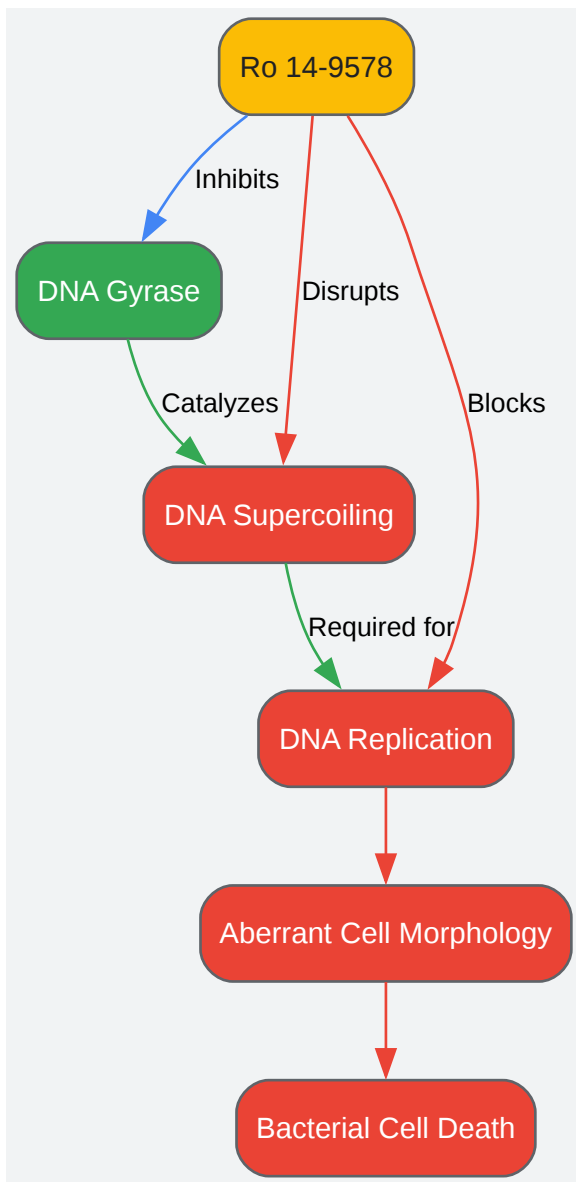 Ro 14-9578
Inhibits
DNA Gyrase
Disrupts
Catalyzes
Blocks
DNA Supercoiling
Required for
DNA Replication
Aberrant Cell Morphology
Bacterial Cell Death